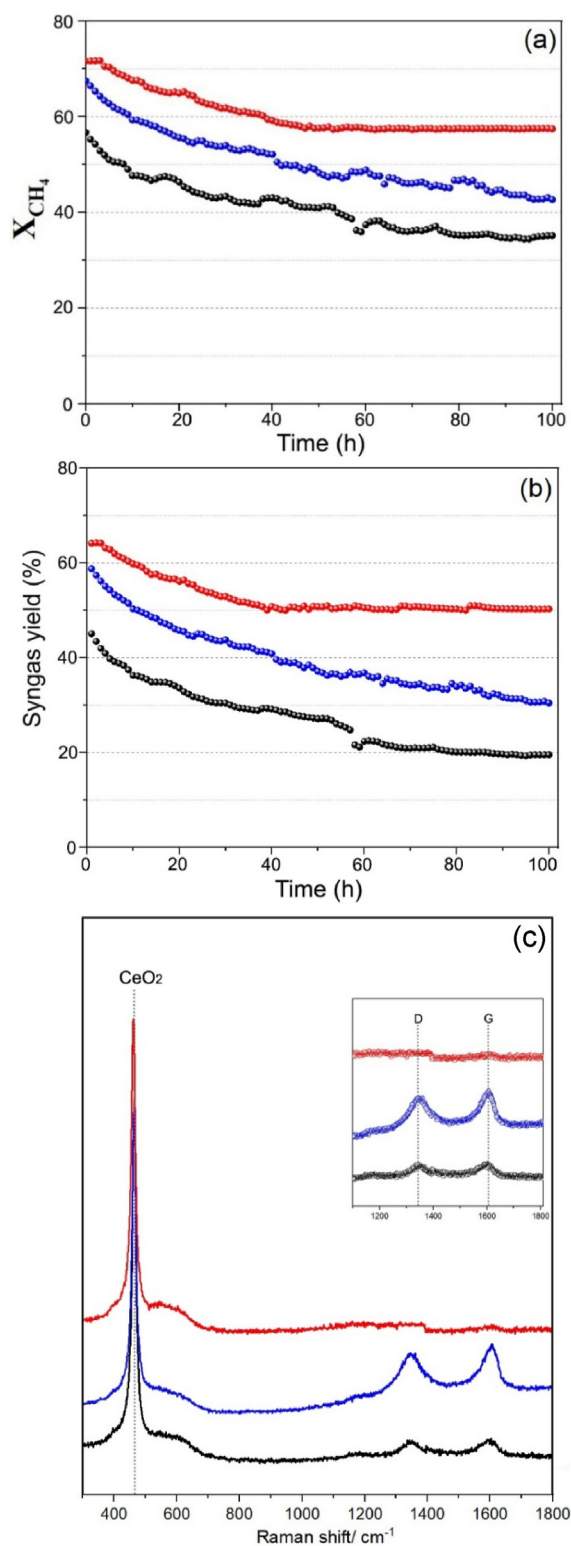 (a)
80
60
40
20
0
X_CH₄
0 20 40 60 80 100
Time (h)
(b)
80
60
40
20
0
Syngas yield (%)
0 20 40 60 80 100
Time (h)
(c)
CeO₂
D G
1200 1400 1600 1800
400 600 800 1000 1200 1400 1600 1800
Raman shift/ cm⁻¹